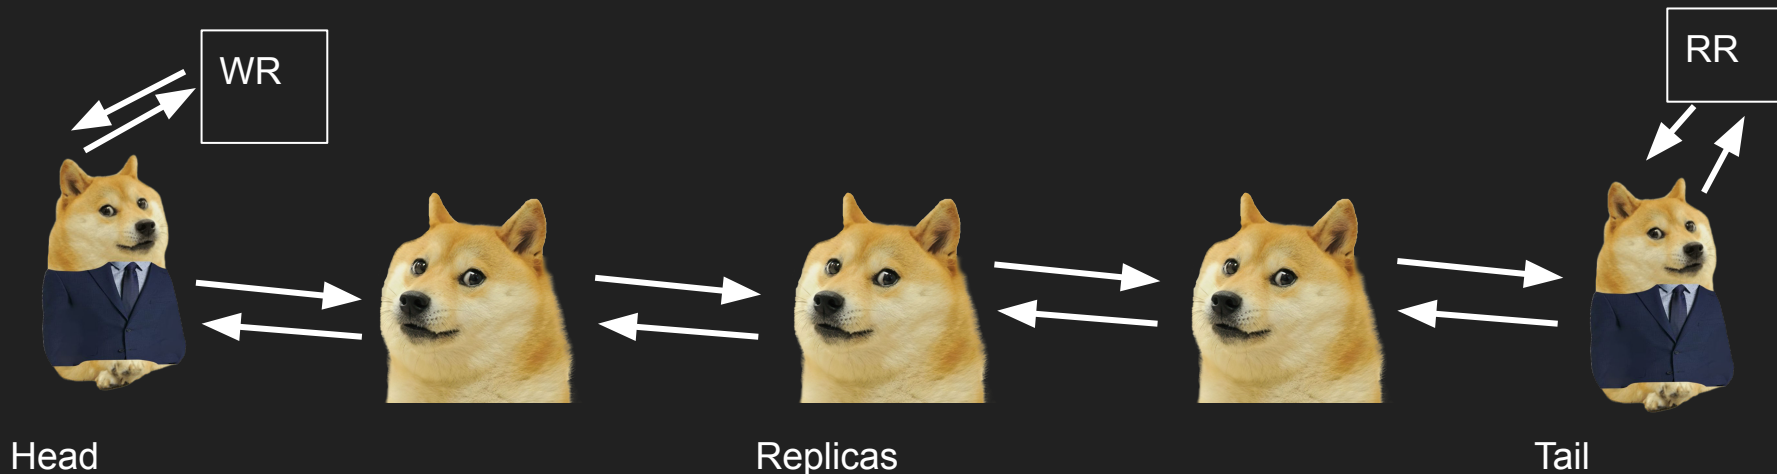 WR
RR
Head
Replicas
Tail